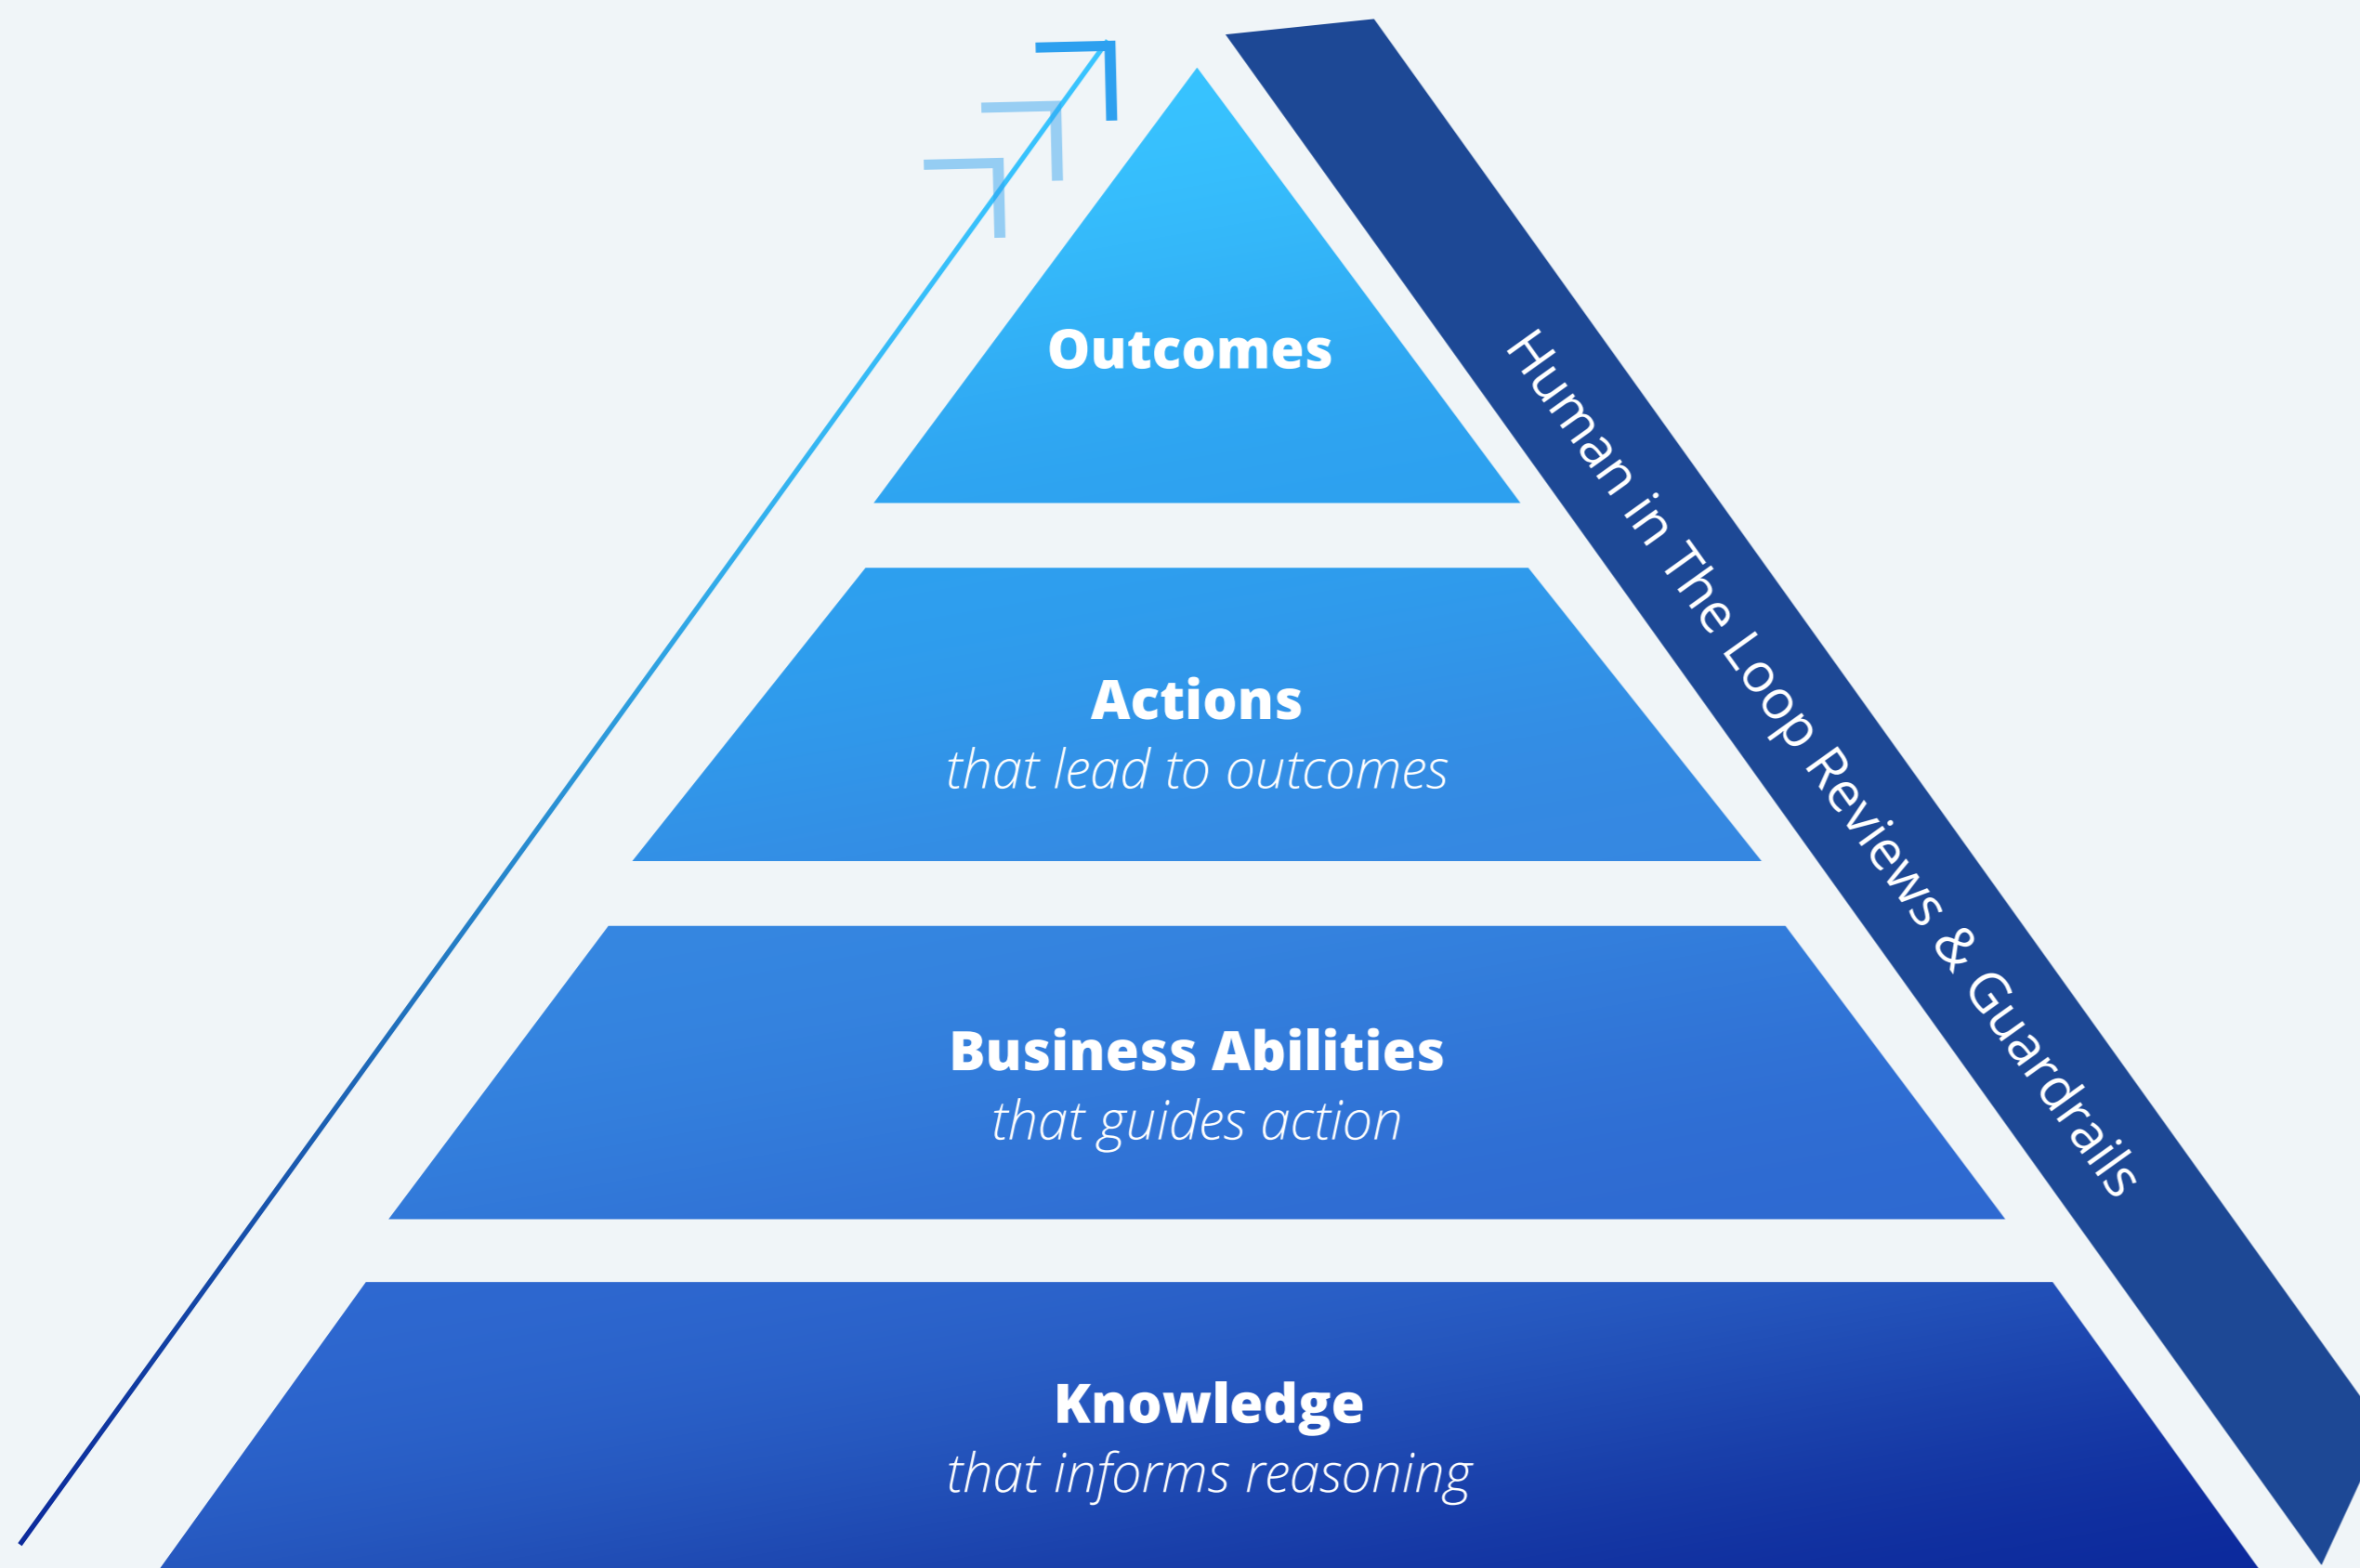 Outcomes
Actions
that lead to outcomes
Business Abilities
that guides action
Knowledge
that informs reasoning
Human in The Loop Reviews & Guardrails